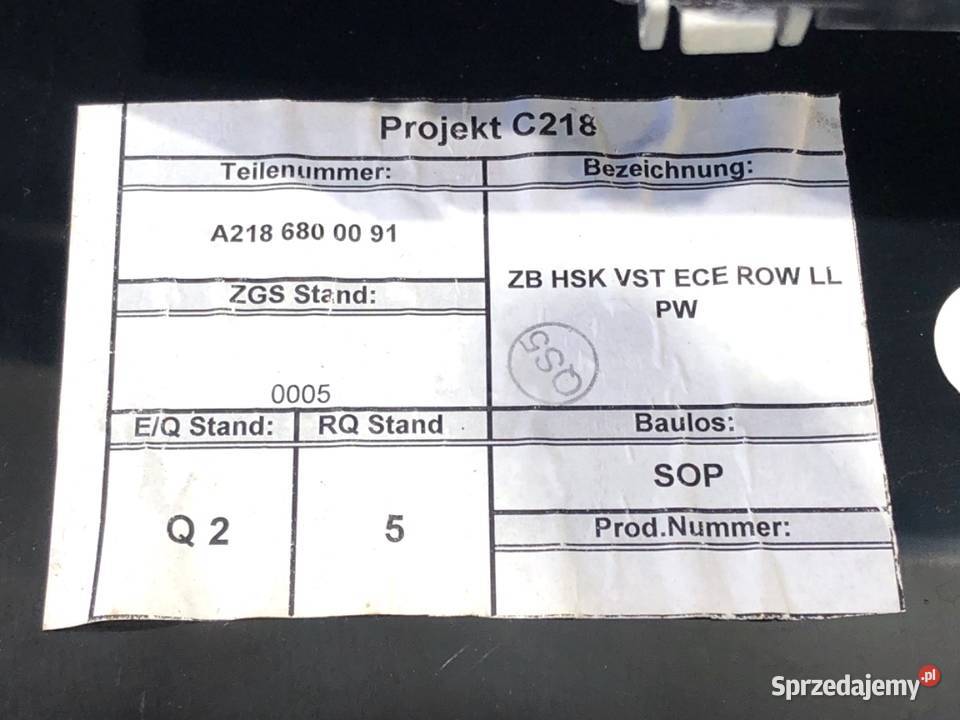 Projekt C218
Teilenummer:
Bezeichnung:
A218 680 00 91
ZB HSK VST ECE ROW LL
PW
ZGS Stand:
0005
QS5
E/Q Stand:
RQ Stand
Baulos:
Q 2
5
SOP
Prod.Nummer:
Sprzedajemy.pl